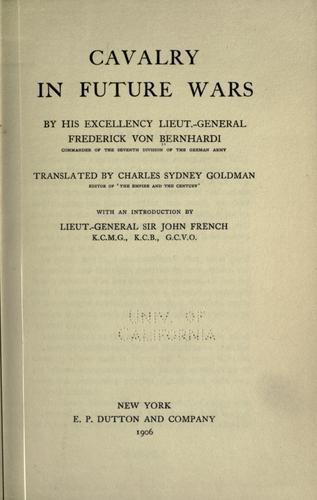 CAVALRY
IN FUTURE WARS
BY HIS EXCELLENCY LIEUT.-GENERAL
FREDERICK VON BERNHARDI
COMMANDER OF THE SEVENTH DIVISION OF THE GERMAN ARMY
TRANSLATED BY CHARLES SYDNEY GOLDMAN
EDITOR OF "THE EMPIRE AND THE CENTURY"
WITH AN INTRODUCTION BY
LIEUT.-GENERAL SIR JOHN FRENCH
K.C.M.G., K.C.B., G.C.V.O.
UNIV. OF
CALIFORNIA
NEW YORK
E. P. DUTTON AND COMPANY
1906